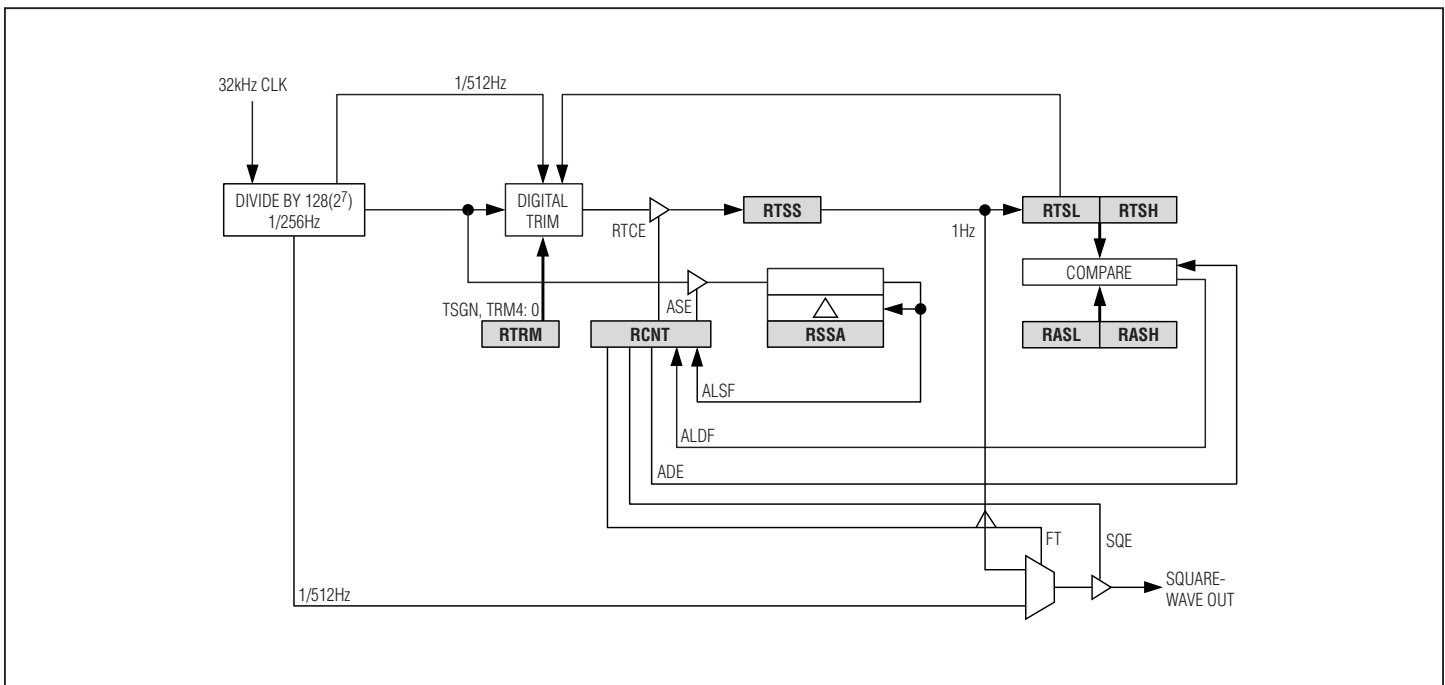 32kHz CLK
1/512Hz
DIVIDE BY 128(2⁷)
1/256Hz
DIGITAL
TRIM
RTCE
RTSS
1Hz
RTSL RTSH
COMPARE
RASL RASH
TSGN, TRM4: 0
RTRM
ASE
RCNT
RSSA
ALSF
ALDF
ADE
FT
SQE
1/512Hz
SQUARE-
WAVE OUT